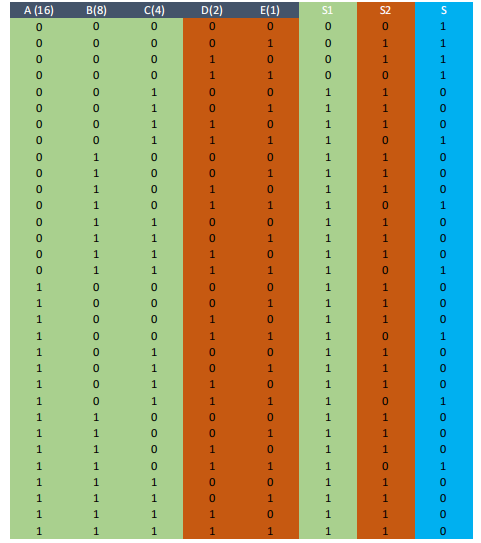 A (16) B(8) C(4) D(2) E(1) S1 S2 S
0 0 0 0 0 0 0 1
0 0 0 0 1 0 1 1
0 0 0 1 0 0 1 1
0 0 0 1 1 0 0 1
0 0 1 0 0 1 1 0
0 0 1 0 1 1 1 0
0 0 1 1 0 1 1 0
0 0 1 1 1 1 0 1
0 1 0 0 0 1 1 0
0 1 0 0 1 1 1 0
0 1 0 1 0 1 1 0
0 1 0 1 1 1 0 1
0 1 1 0 0 1 1 0
0 1 1 0 1 1 1 0
0 1 1 1 0 1 1 0
0 1 1 1 1 1 0 1
1 0 0 0 0 1 1 0
1 0 0 0 1 1 1 0
1 0 0 1 0 1 1 0
1 0 0 1 1 1 0 1
1 0 1 0 0 1 1 0
1 0 1 0 1 1 1 0
1 0 1 1 0 1 1 0
1 0 1 1 1 1 0 1
1 1 0 0 0 1 1 0
1 1 0 0 1 1 1 0
1 1 0 1 0 1 1 0
1 1 0 1 1 1 0 1
1 1 1 0 0 1 1 0
1 1 1 0 1 1 1 0
1 1 1 1 0 1 1 0
1 1 1 1 1 1 1 0